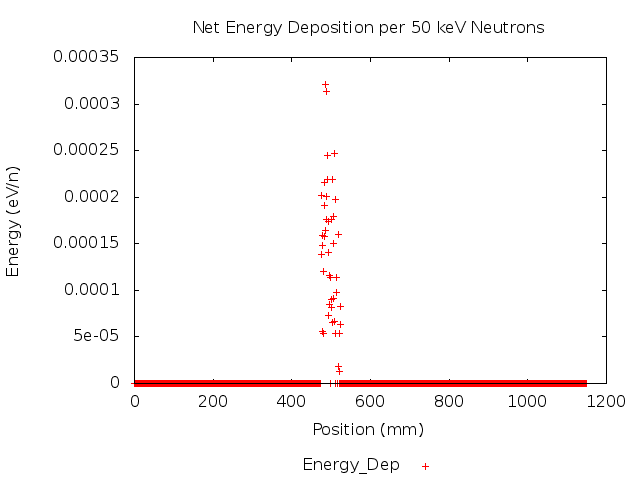 Net Energy Deposition per 50 keV Neutrons
0.00035
0.0003
0.00025
0.0002
0.00015
0.0001
5e-05
0
Energy (eV/n)
0 200 400 600 800 1000 1200
Position (mm)
Energy_Dep